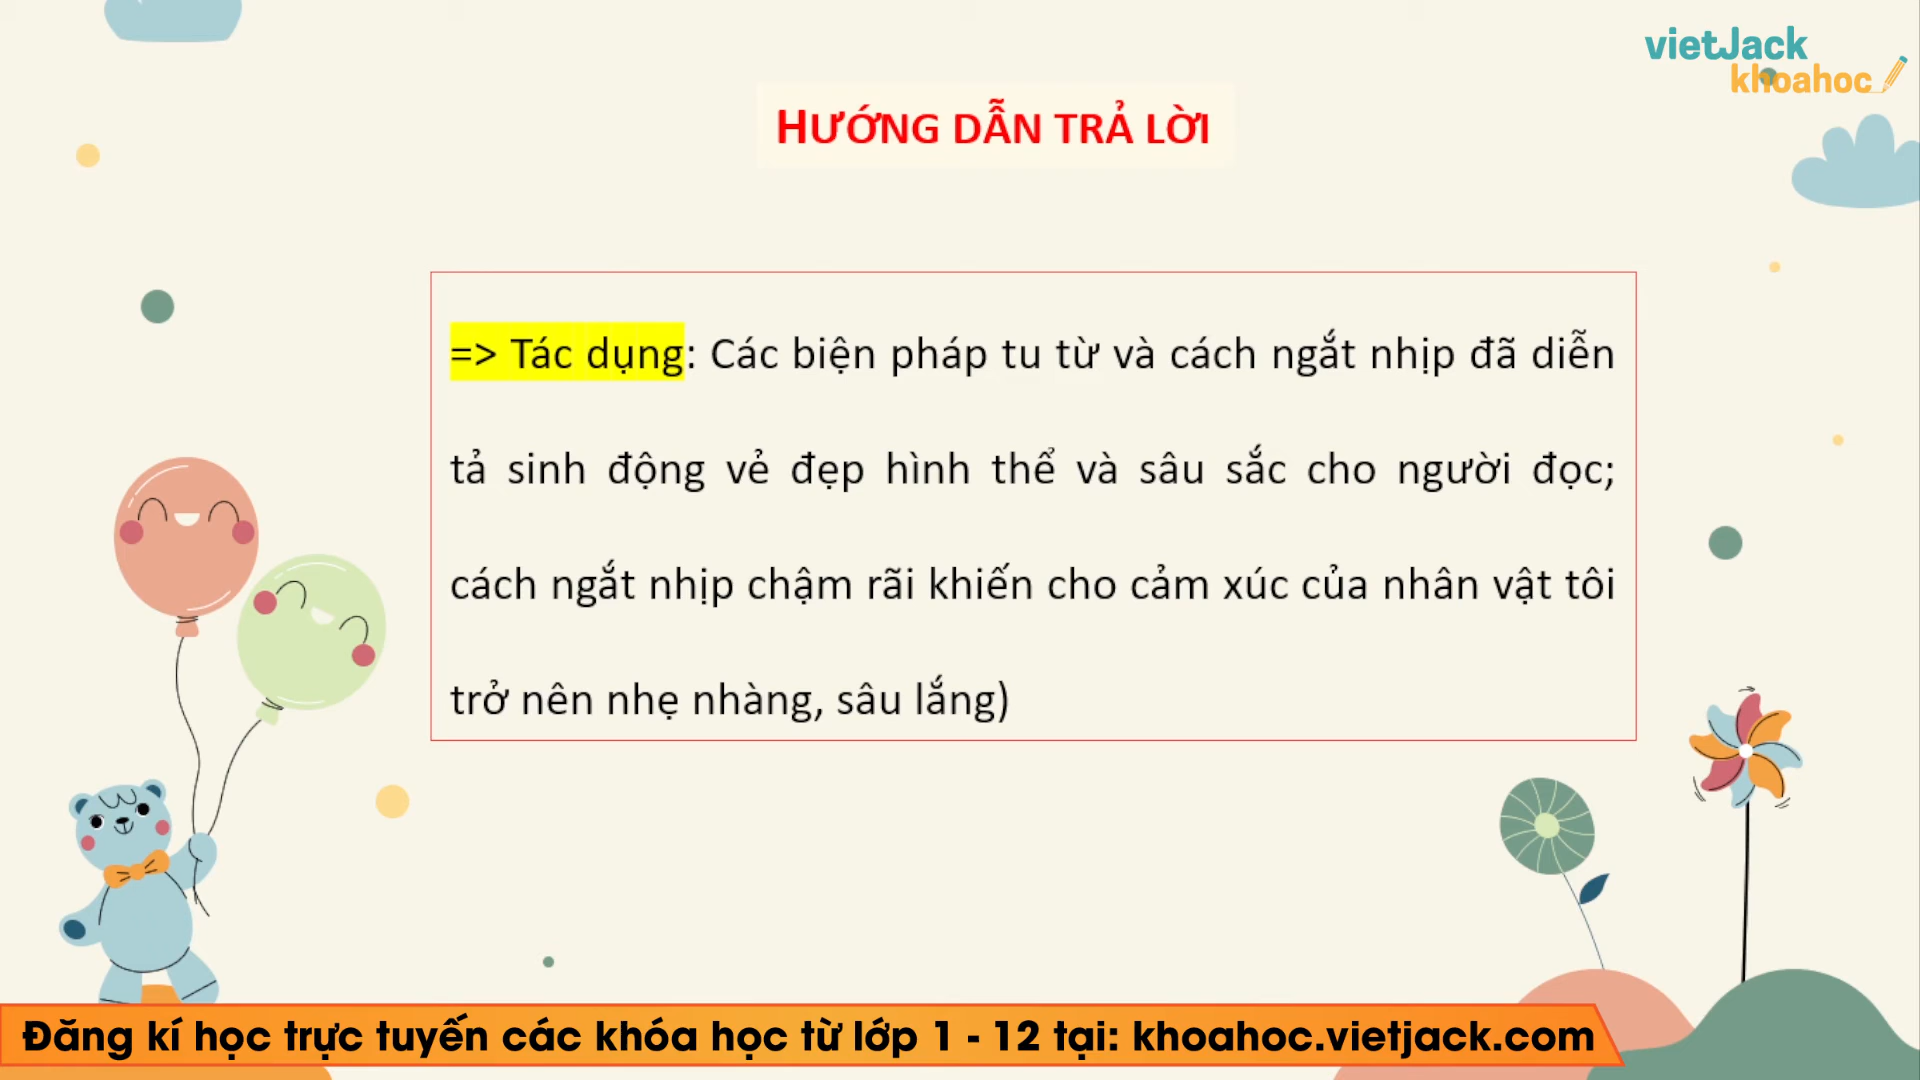 vietJack
khoahoc
HƯỚNG DẪN TRẢ LỜI
=> Tác dụng: Các biện pháp tu từ và cách ngắt nhịp đã diễn
tả sinh động vẻ đẹp hình thể và sâu sắc cho người đọc;
cách ngắt nhịp chậm rãi khiến cho cảm xúc của nhân vật tôi
trở nên nhẹ nhàng, sâu lắng)
Đăng kí học trực tuyến các khóa học từ lớp 1 - 12 tại: khoahoc.vietjack.com